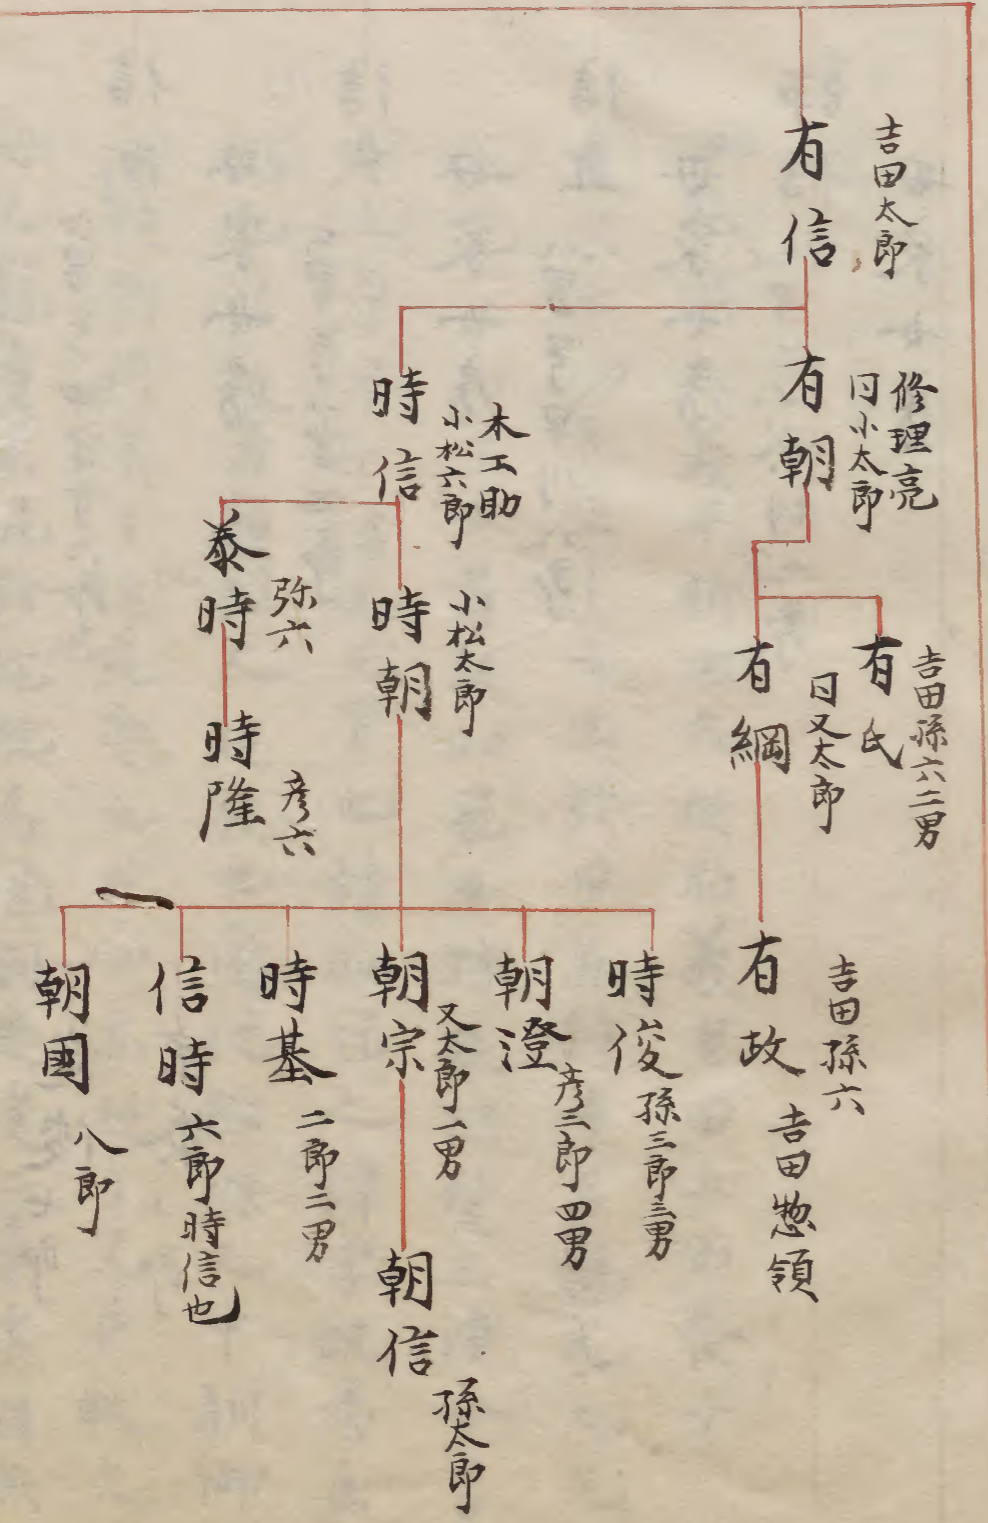 吉田太郎
有信
修理亮
同小太郎
有朝
木工助
小松六郎
時信
吉田孫六二男
有氏
同又太郎
有綱
小松太郎
時朝
弥六
泰時
彦六
時隆
吉田孫六
有政 吉田惣領
時俊 孫三郎三男
朝澄 彦三郎四男
朝宗 又太郎一男
時基 二郎二男
信時 六郎時信也
朝國 八郎
朝信 孫太郎